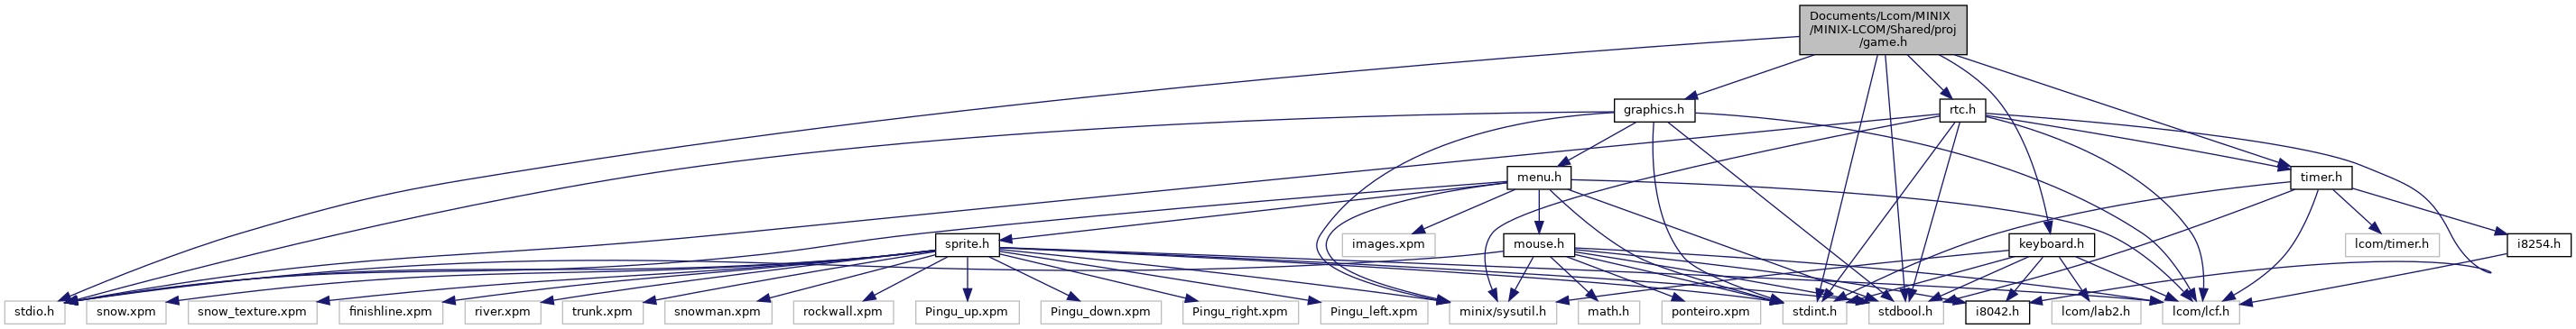 Documents/Lcom/MINIX
/MINIX-LCOM/Shared/proj
/game.h
graphics.h
rtc.h
menu.h
timer.h
sprite.h
images.xpm
mouse.h
keyboard.h
lcom/timer.h
i8254.h
stdio.h
snow.xpm
snow_texture.xpm
finishline.xpm
river.xpm
trunk.xpm
snowman.xpm
rockwall.xpm
Pingu_up.xpm
Pingu_down.xpm
Pingu_right.xpm
Pingu_left.xpm
minix/sysutil.h
math.h
ponteiro.xpm
stdint.h
stdbool.h
i8042.h
lcom/lab2.h
lcom/lcf.h